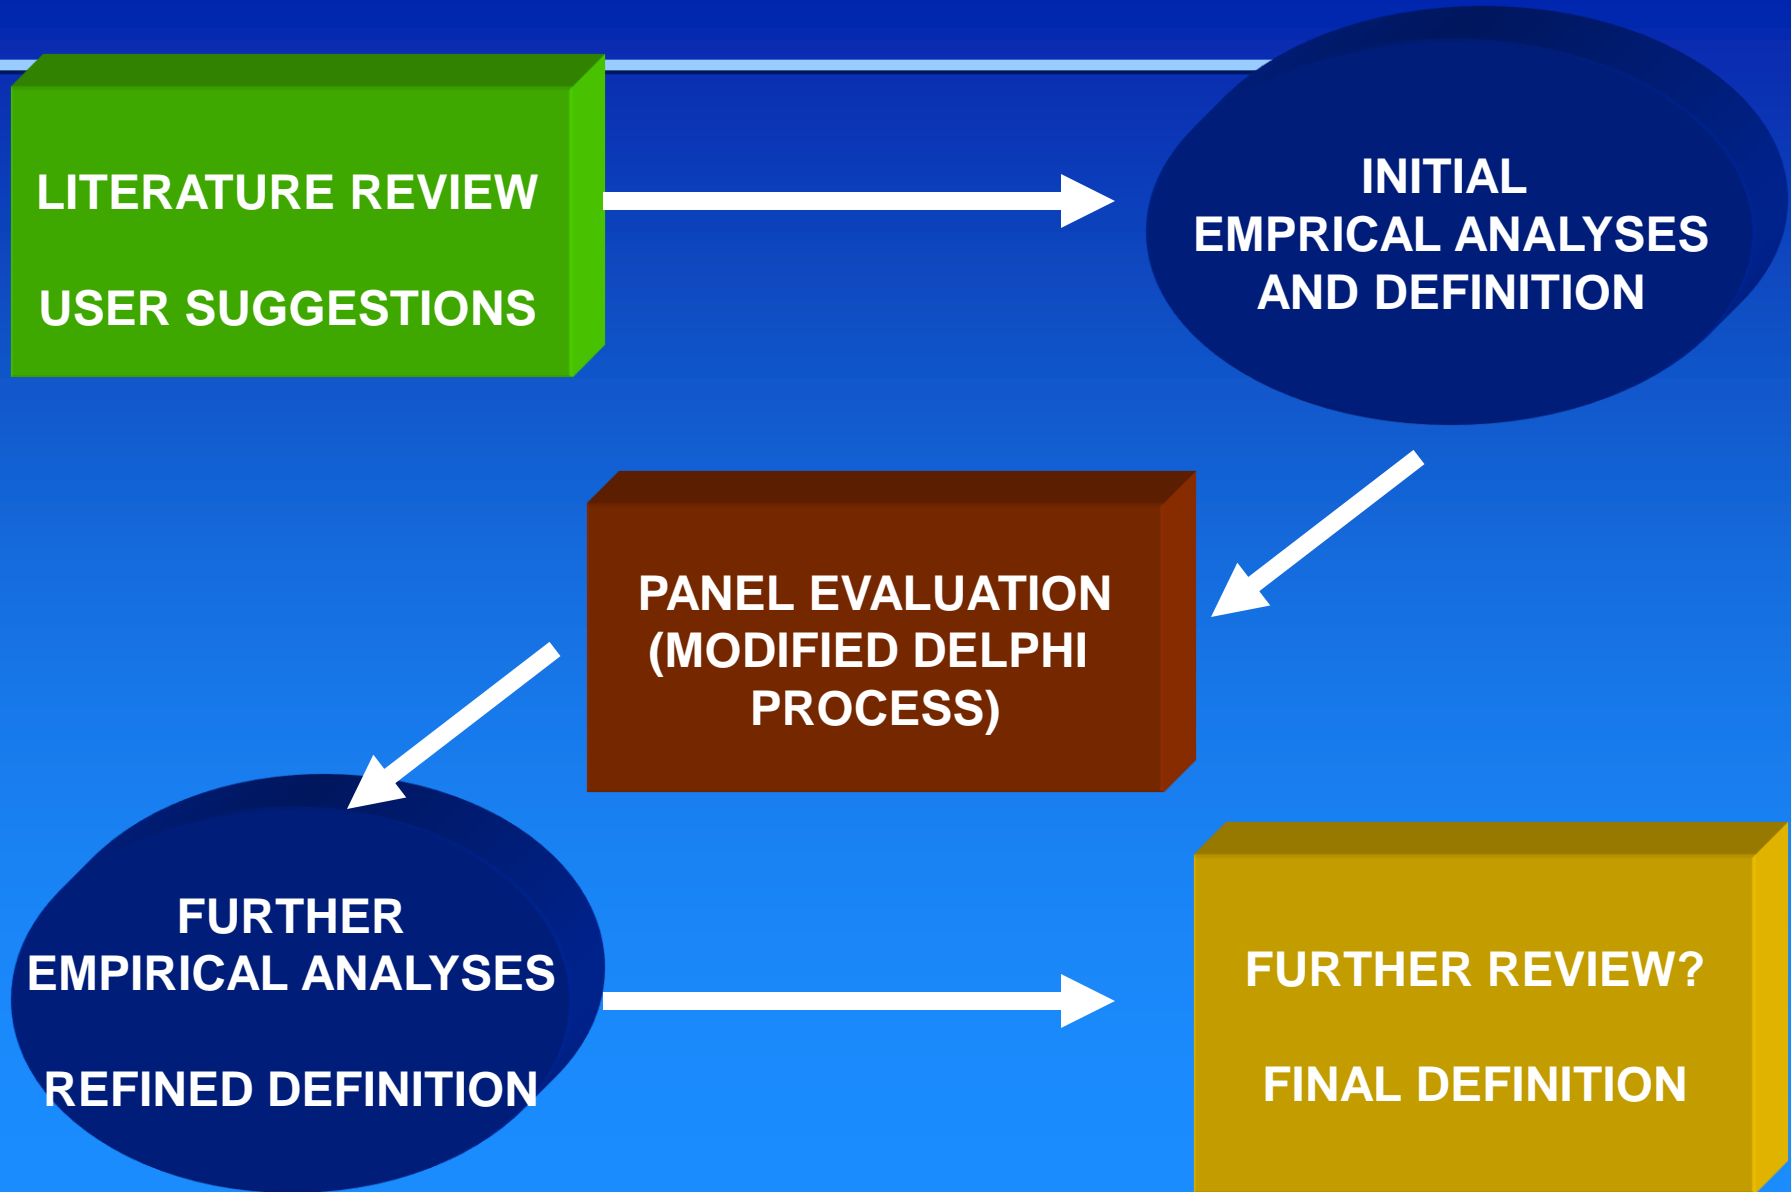 LITERATURE REVIEW
USER SUGGESTIONS
INITIAL
EMPRICAL ANALYSES
AND DEFINITION
PANEL EVALUATION
(MODIFIED DELPHI
PROCESS)
FURTHER
EMPIRICAL ANALYSES
REFINED DEFINITION
FURTHER REVIEW?
FINAL DEFINITION